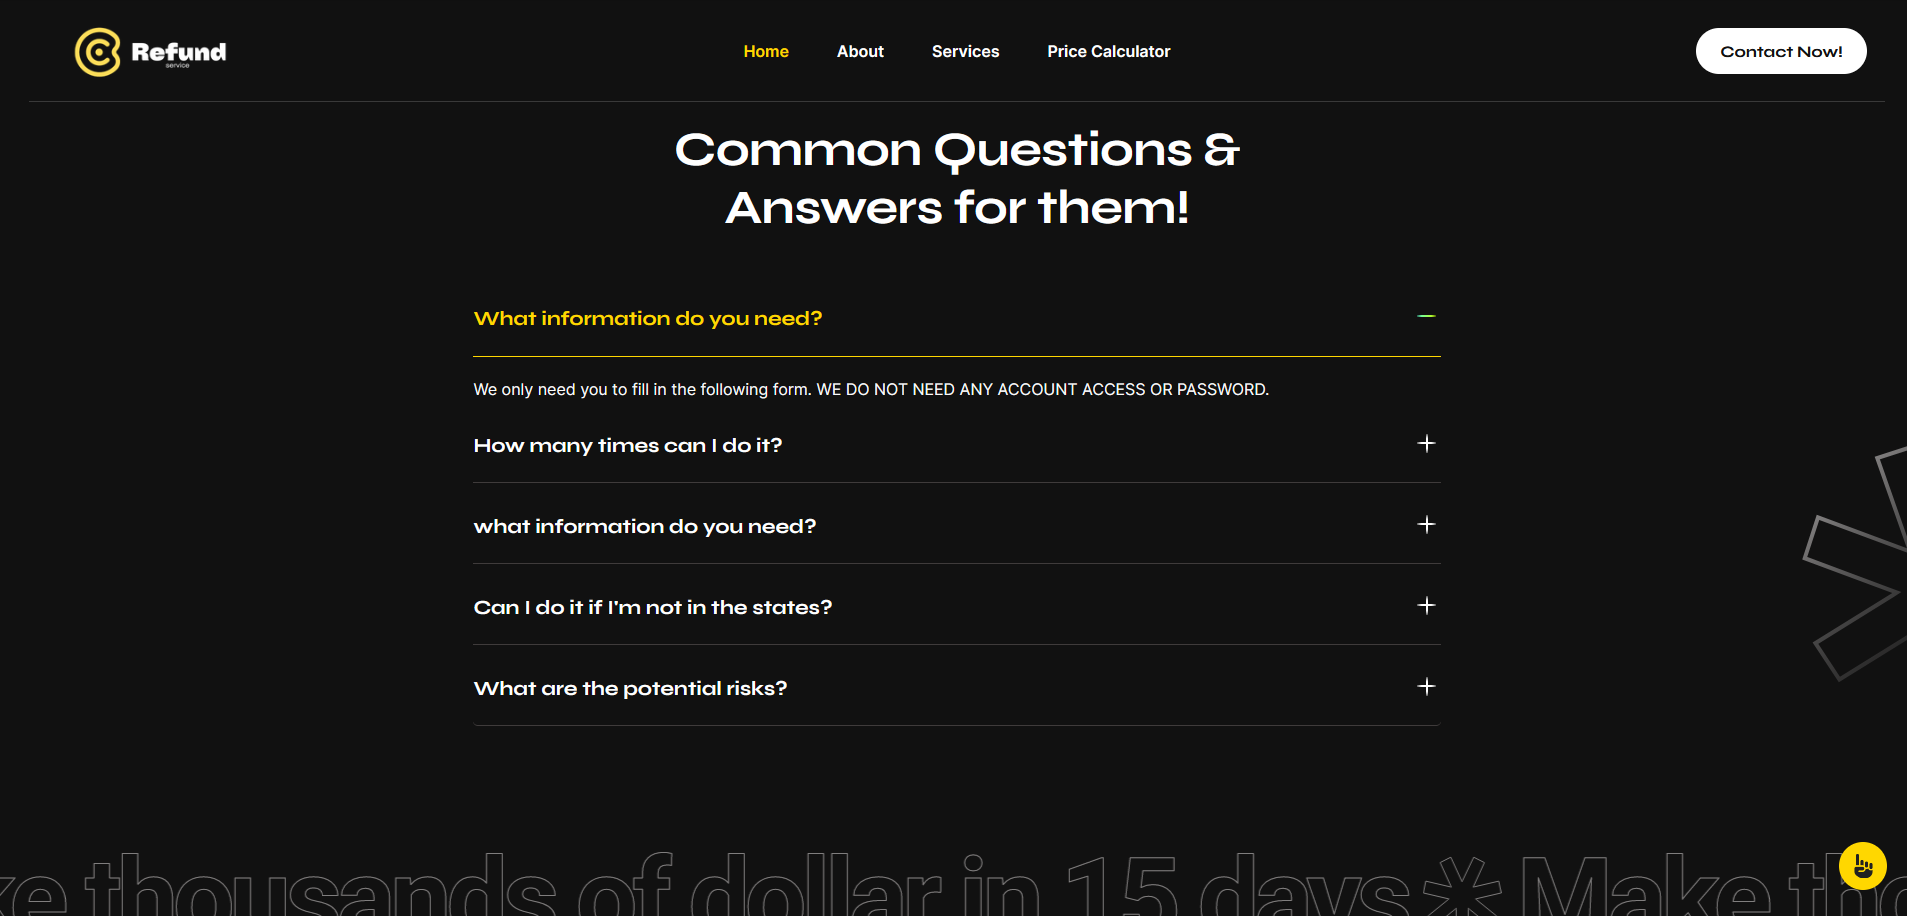 Refund
service
Home
About
Services
Price Calculator
Contact Now!
Common Questions &
Answers for them!
What information do you need?
We only need you to fill in the following form. WE DO NOT NEED ANY ACCOUNT ACCESS OR PASSWORD.
How many times can I do it?
what information do you need?
Can I do it if I'm not in the states?
What are the potential risks?
ke thousands of dollar in 15 days Make tho